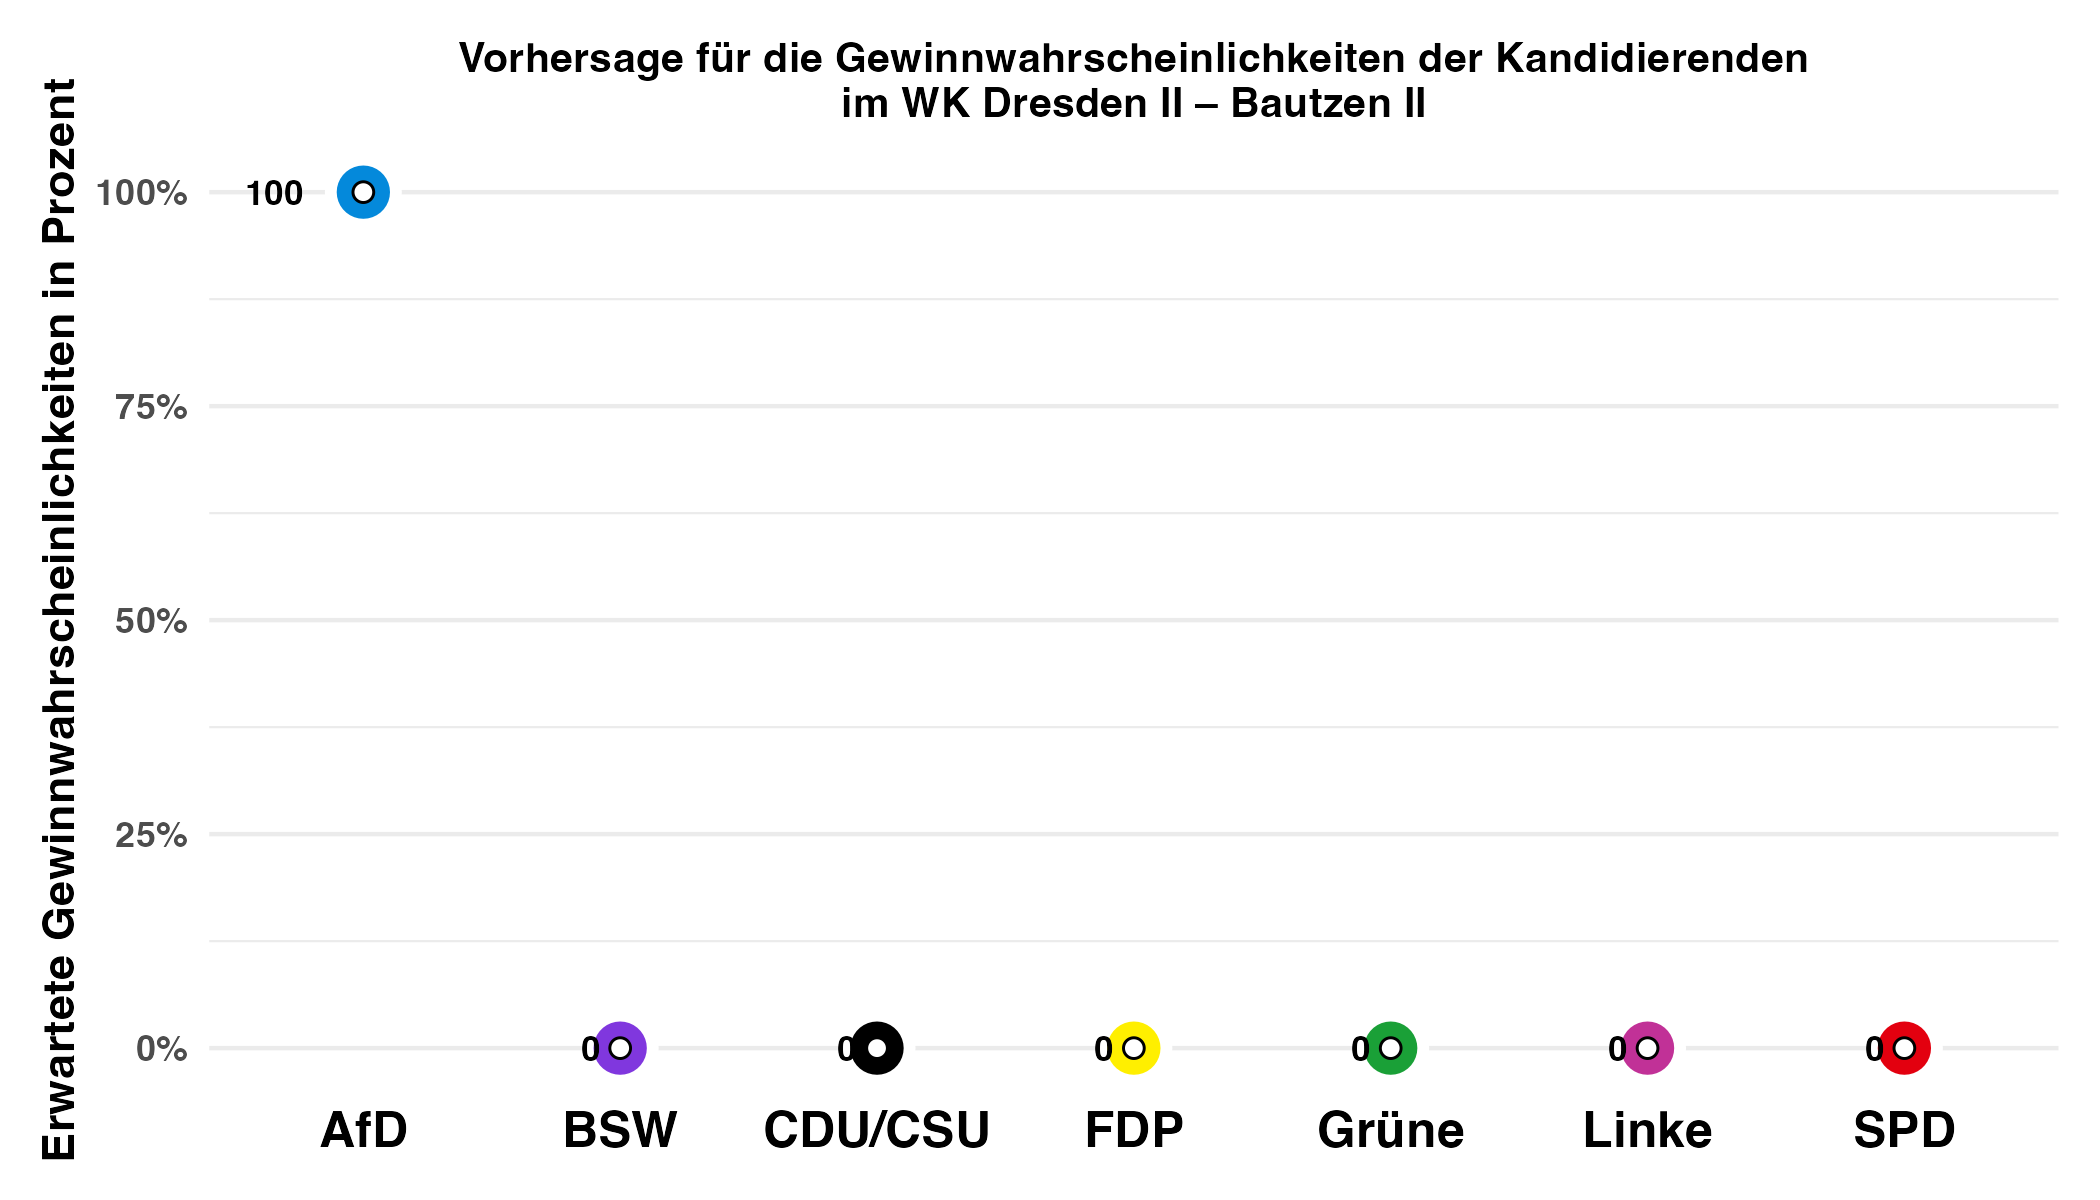 Vorhersage für die Gewinnwahrscheinlichkeiten der Kandidierenden
im WK Dresden II – Bautzen II
Erwartete Gewinnwahrscheinlichkeiten in Prozent
100%
75%
50%
25%
0%
100
0
0
0
0
0
0
AfD
BSW
CDU/CSU
FDP
Grüne
Linke
SPD